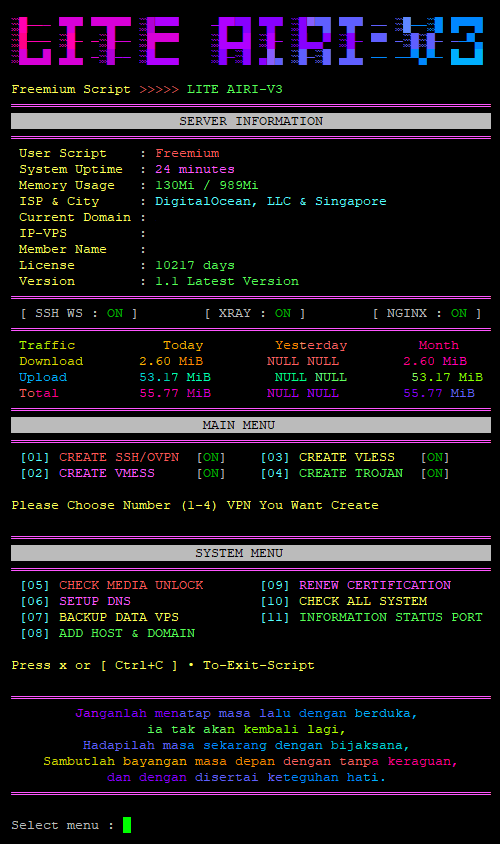 LITE AIRI-V3
Freemium Script >>>>> LITE AIRI-V3
SERVER INFORMATION
User Script : Freemium
System Uptime : 24 minutes
Memory Usage : 130Mi / 989Mi
ISP & City : DigitalOcean, LLC & Singapore
Current Domain :
IP-VPS :
Member Name :
License : 10217 days
Version : 1.1 Latest Version
[ SSH WS : ON ] [ XRAY : ON ] [ NGINX : ON ]
Traffic Today Yesterday Month
Download 2.60 MiB NULL NULL 2.60 MiB
Upload 53.17 MiB NULL NULL 53.17 MiB
Total 55.77 MiB NULL NULL 55.77 MiB
MAIN MENU
[01] CREATE SSH/OVPN [ON] [03] CREATE VLESS [ON]
[02] CREATE VMESS [ON] [04] CREATE TROJAN [ON]
Please Choose Number (1-4) VPN You Want Create
SYSTEM MENU
[05] CHECK MEDIA UNLOCK [09] RENEW CERTIFICATION
[06] SETUP DNS [10] CHECK ALL SYSTEM
[07] BACKUP DATA VPS [11] INFORMATION STATUS PORT
[08] ADD HOST & DOMAIN
Press x or [ Ctrl+C ] • To-Exit-Script
Janganlah menatap masa lalu dengan berduka,
ia tak akan kembali lagi,
Hadapilah masa sekarang dengan bijaksana,
Sambutlah bayangan masa depan dengan tanpa keraguan,
dan dengan disertai keteguhan hati.
Select menu :